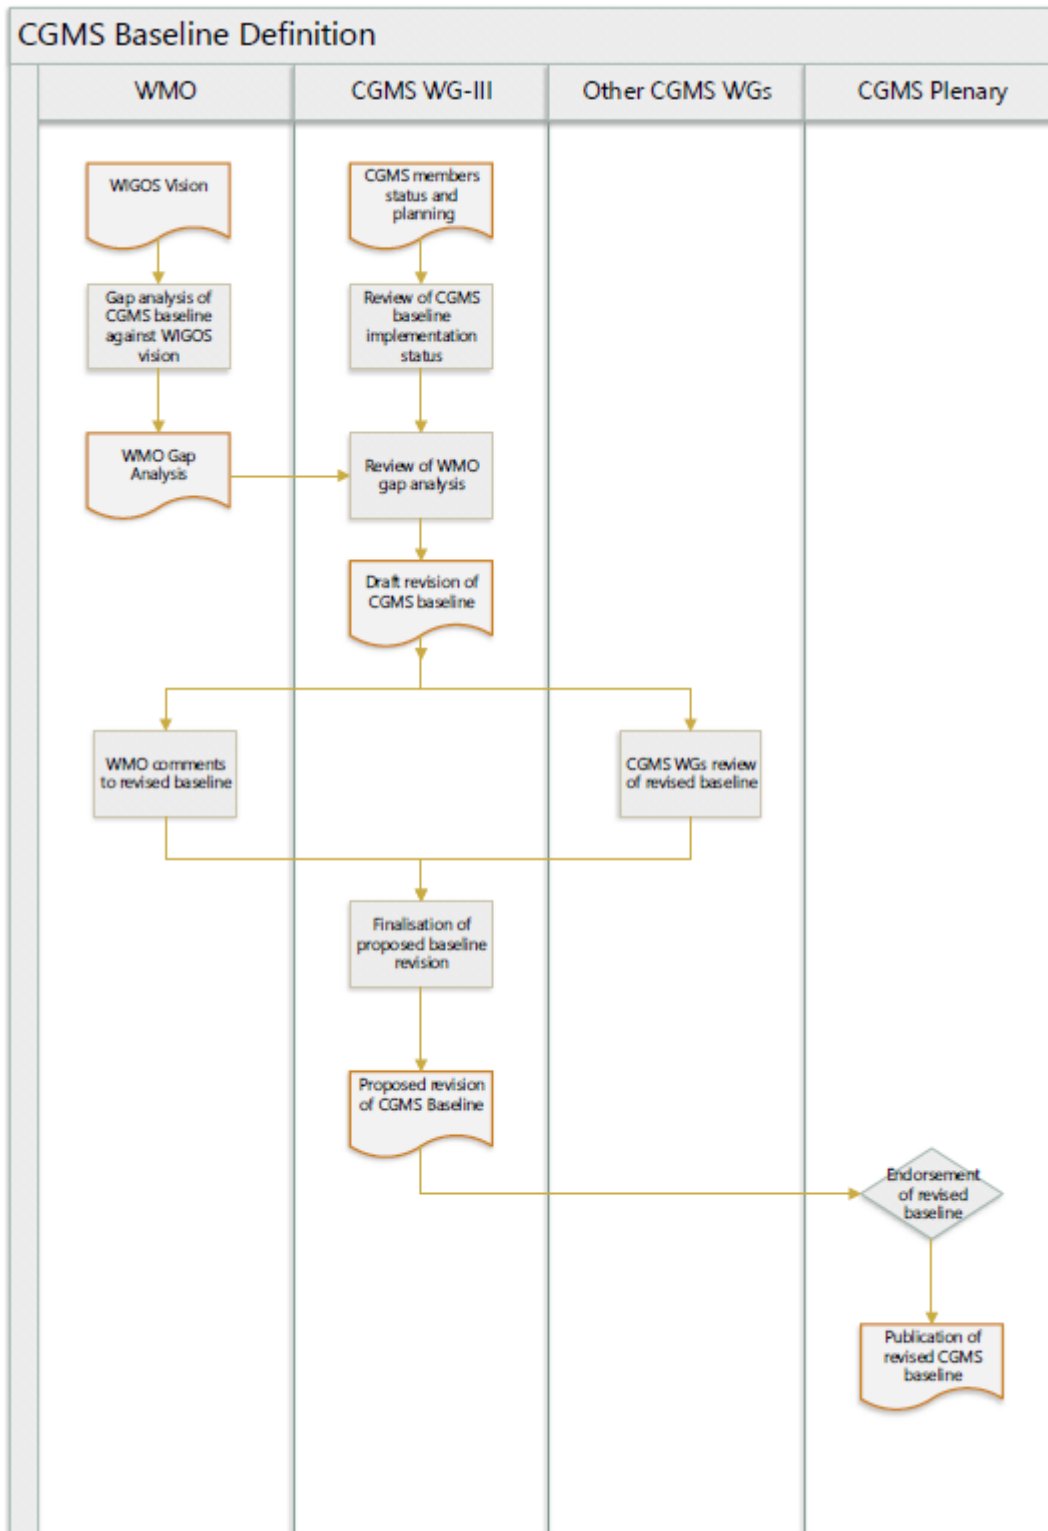 CGMS Baseline Definition
WMO
CGMS WG-III
Other CGMS WGs
CGMS Plenary
WIGOS Vision
CGMS members
status and
planning
Gap analysis of
CGMS baseline
against WIGOS
vision
Review of CGMS
baseline
implementation
status
WMO Gap
Analysis
Review of WMO
gap analysis
Draft revision of
CGMS baseline
WMO comments
to revised baseline
CGMS WGs review
of revised baseline
Finalisation of
proposed baseline
revision
Proposed revision
of CGMS Baseline
Endorsement
of revised
baseline
Publication of
revised CGMS
baseline